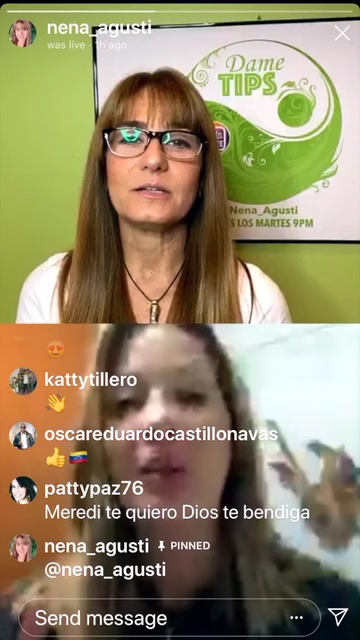 nena_agusti
was live · 1h ago
Dame
TIPS
Nena_Agusti
S LOS MARTES 9PM
kattytillero
oscareduardocastillonavas
pattypaz76
Meredi te quiero Dios te bendiga
nena_agusti PINNED
@nena_agusti
Send message